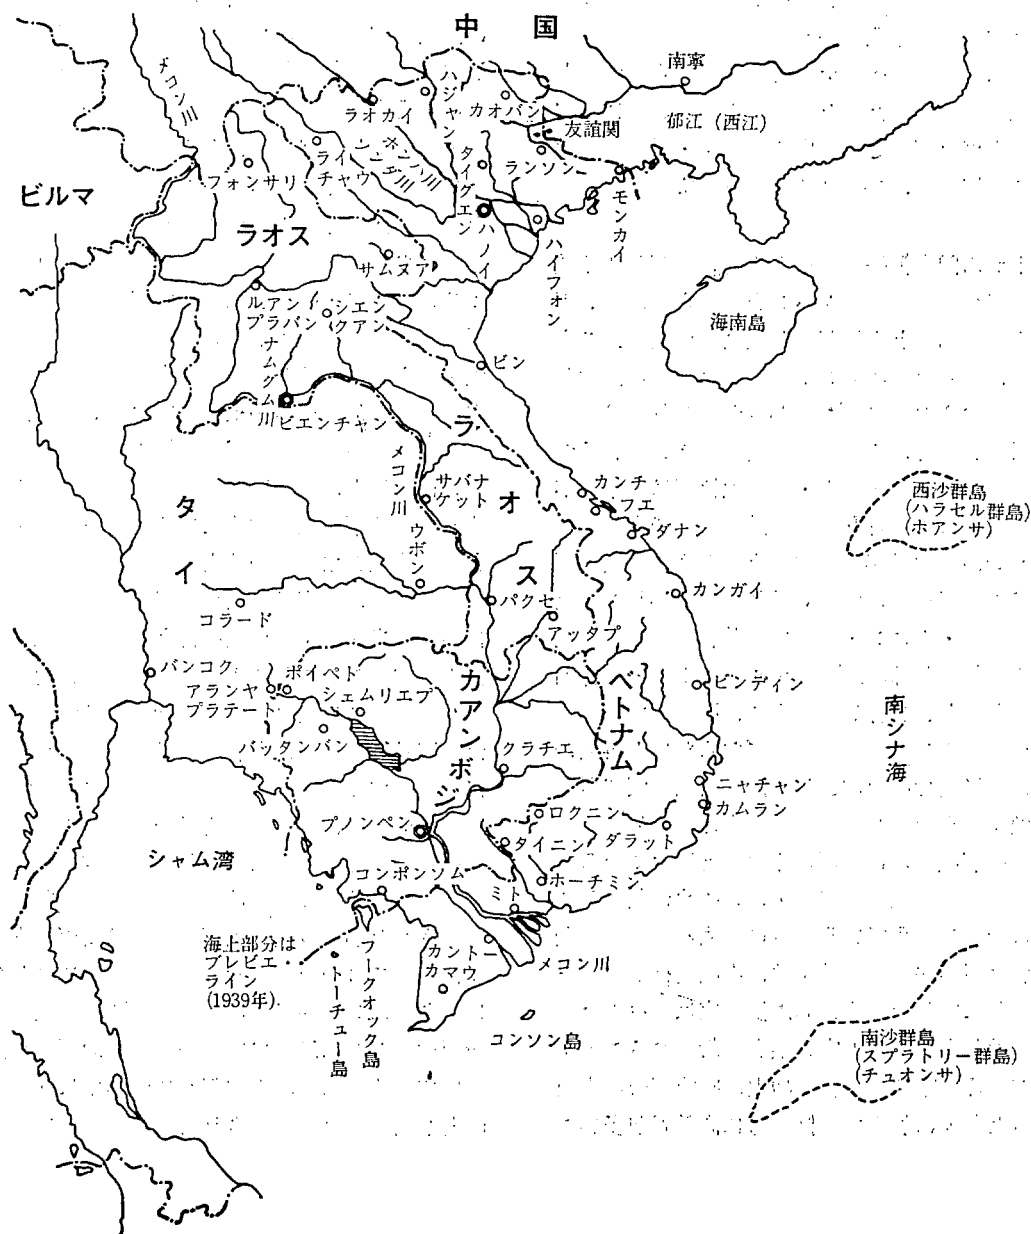 中国
南寧
メコン川
ハジャン
カオバン
ラオカイ
友誼関
郁江(西江)
ホンハ川
ソンダ川
ライチャウ
タイグエン
ランソン
フォンサリ
ビルマ
モンカイ
ラオス
ハノイ
ハイフォン
サムヌア
ルアン
プラバン
シエン
クアン
海南島
ナムグム川
ビン
ビエンチャン
ラオス
メコン川
サバナ
ケット
カンチ
フエ
ダナン
西沙群島
(ハラセル群島)
(ホアンサ)
タイ
ウボン
パクセ
カンガイ
コラード
アッタプ
バンコク
ポイペト
アランヤ
プラテート
シェムリエプ
カアンボジ
ベトナム
ビンディン
南シナ海
バッタンバン
クラチエ
ニャチャン
カムラン
プノンペン
ロクニン
タイニン
ダラット
シャム湾
コンポンソム
ホーチミン
ミト
海上部分は
ブレビエ・
ライン
(1939年)
フークオック島
トーチュー島
カントー
カマウ
メコン川
コンソン島
南沙群島
(スプラトリー群島)
(チュオンサ)